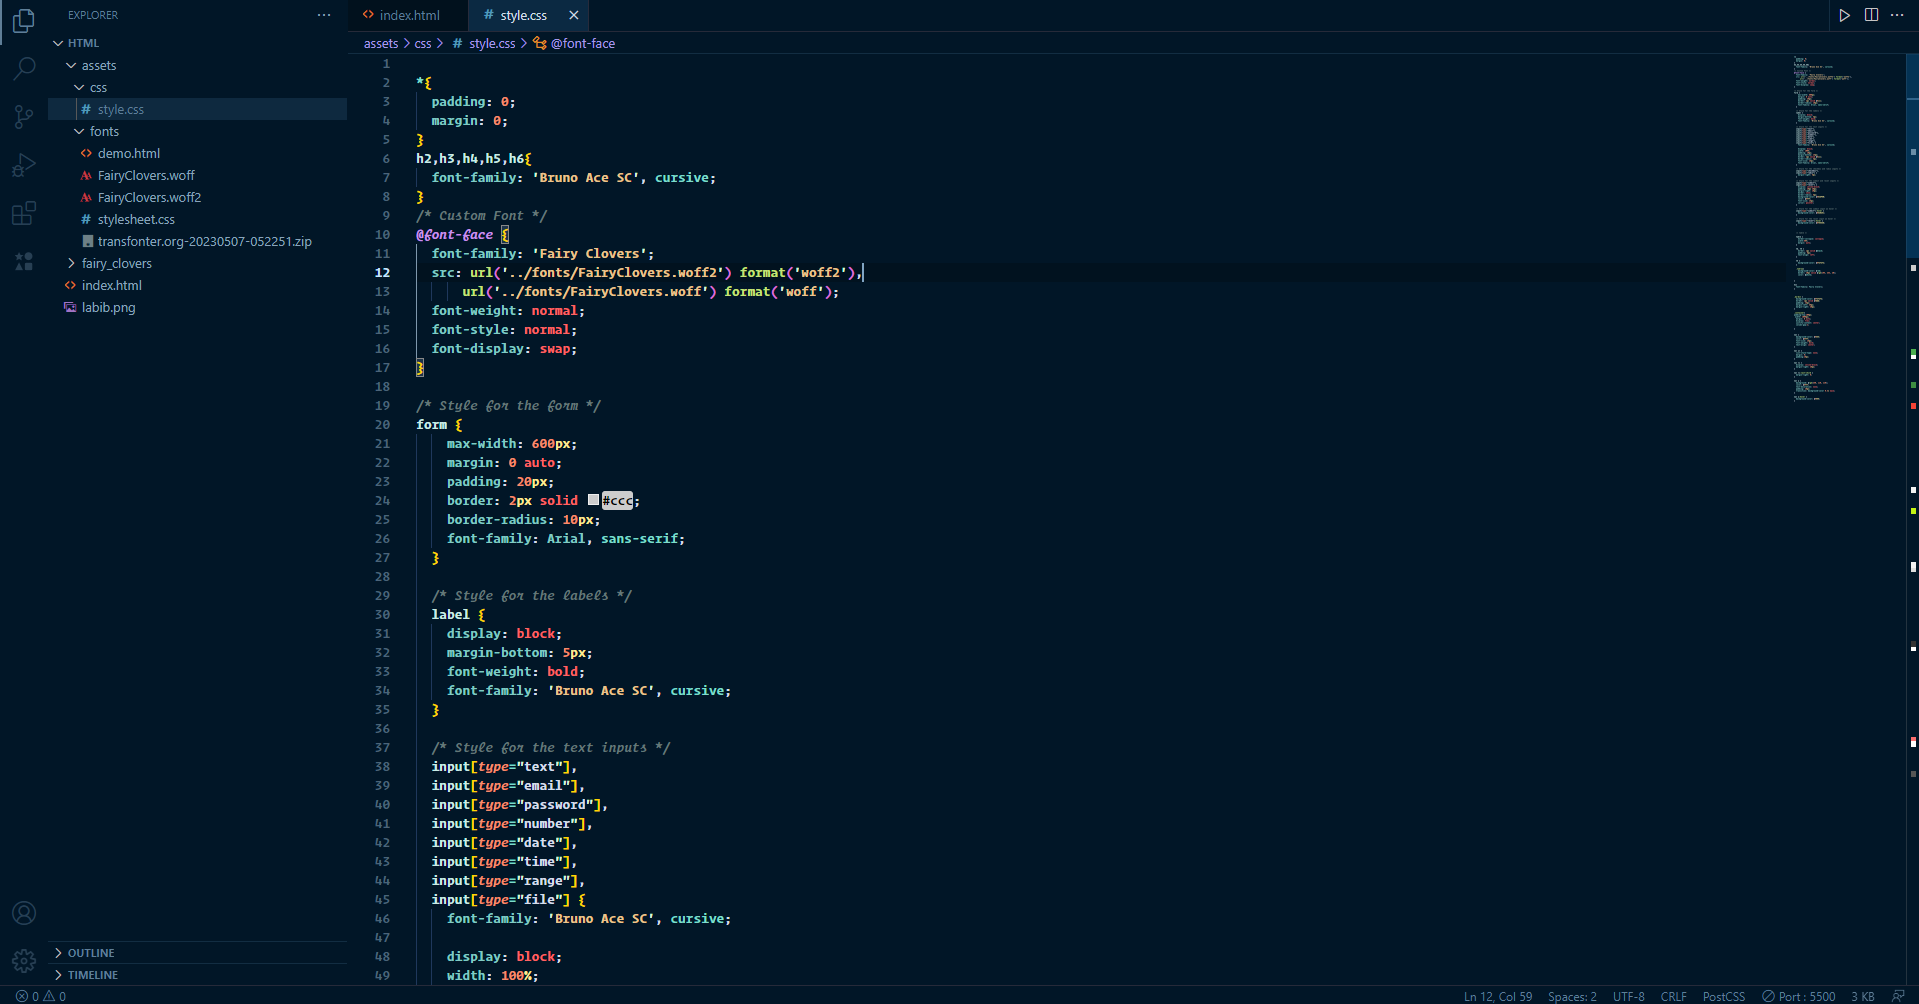 EXPLORER
HTML
assets
css
# style.css
fonts
<> demo.html
FairyClovers.woff
FairyClovers.woff2
# stylesheet.css
transfonter.org-20230507-052251.zip
fairy_clovers
<> index.html
labib.png
OUTLINE
TIMELINE
<> index.html
# style.css
assets > css > # style.css > @font-face
1
2 *{
3 padding: 0;
4 margin: 0;
5 }
6 h2,h3,h4,h5,h6{
7 font-family: 'Bruno Ace SC', cursive;
8 }
9 /* Custom Font */
10 @font-face {
11 font-family: 'Fairy Clovers';
12 src: url('../fonts/FairyClovers.woff2') format('woff2'),
13 url('../fonts/FairyClovers.woff') format('woff');
14 font-weight: normal;
15 font-style: normal;
16 font-display: swap;
17 }
18
19 /* Style for the form */
20 form {
21 max-width: 600px;
22 margin: 0 auto;
23 padding: 20px;
24 border: 2px solid #ccc;
25 border-radius: 10px;
26 font-family: Arial, sans-serif;
27 }
28
29 /* Style for the labels */
30 label {
31 display: block;
32 margin-bottom: 5px;
33 font-weight: bold;
34 font-family: 'Bruno Ace SC', cursive;
35 }
36
37 /* Style for the text inputs */
38 input[type="text"],
39 input[type="email"],
40 input[type="password"],
41 input[type="number"],
42 input[type="date"],
43 input[type="time"],
44 input[type="range"],
45 input[type="file"] {
46 font-family: 'Bruno Ace SC', cursive;
47
48 display: block;
49 width: 100%;
0 0
Ln 12, Col 59 Spaces: 2 UTF-8 CRLF PostCSS Port : 5500 3 KB